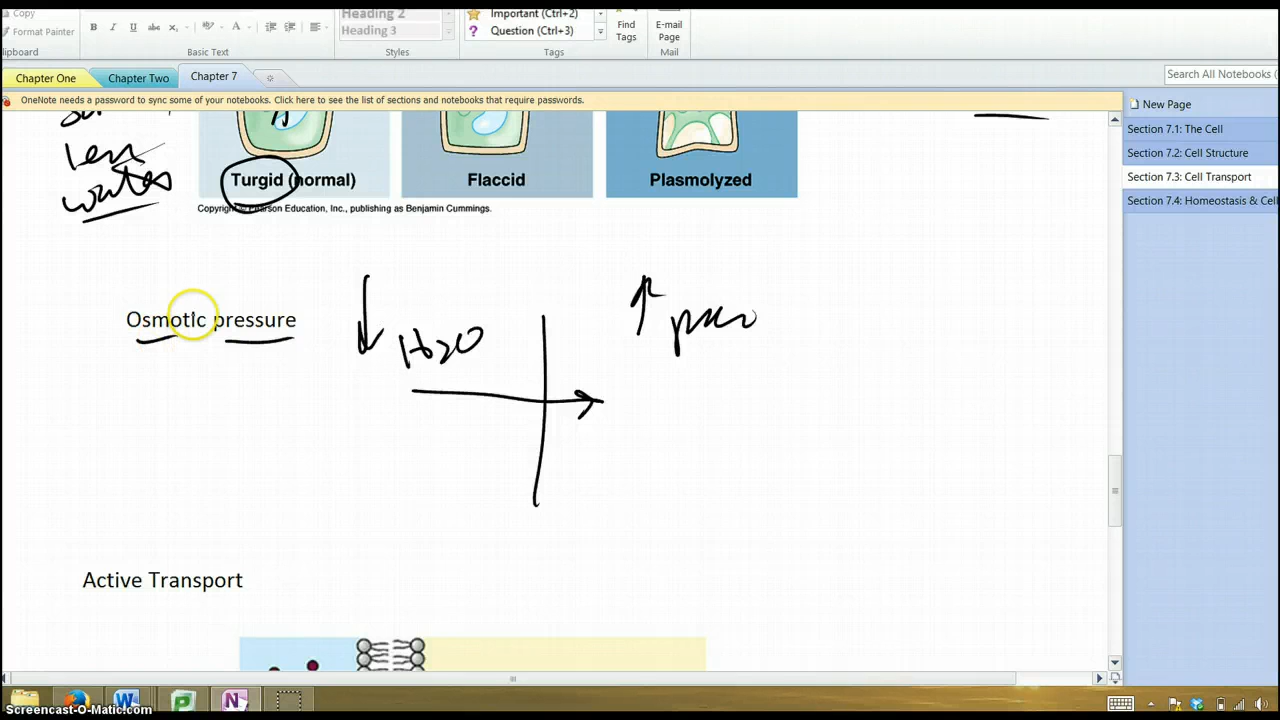 Copy
Format Painter
lipboard
B I U abc x A
Basic Text
Heading 2
Heading 3
Styles
Important (Ctrl+2)
Question (Ctrl+3)
Tags
Find
Tags
E-mail
Page
Mail
Chapter One
Chapter Two
Chapter 7
Search All Notebooks (
OneNote needs a password to sync some of your notebooks. Click here to see the list of sections and notebooks that require passwords.
New Page
Section 7.1: The Cell
Section 7.2: Cell Structure
Section 7.3: Cell Transport
Section 7.4: Homeostasis & Cell
less
water
Turgid (normal)
Flaccid
Plasmolyzed
Copyright © Pearson Education, Inc., publishing as Benjamin Cummings.
Osmotic pressure
H2O
Active Transport
Screencast-O-Matic.com